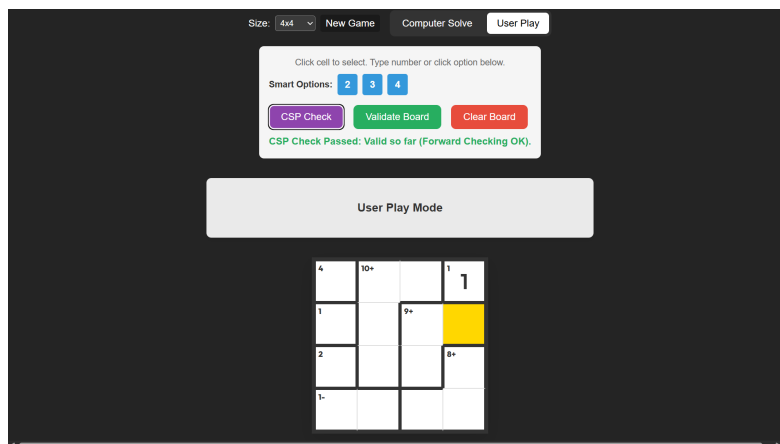 Size: 4x4 New Game Computer Solve User Play
Click cell to select. Type number or click option below.
Smart Options: 2 3 4
CSP Check Validate Board Clear Board
CSP Check Passed: Valid so far (Forward Checking OK).
User Play Mode
4 10+ 1 1
1 9+
2 8+
1-